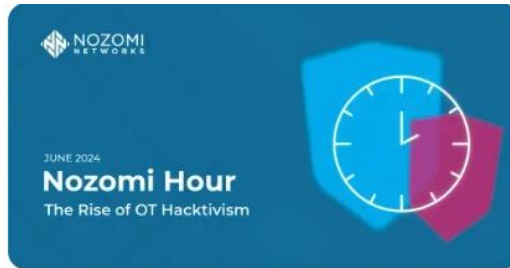 NOZOMI
NETWORKS
JUNE 2024
Nozomi Hour
The Rise of OT Hacktivism